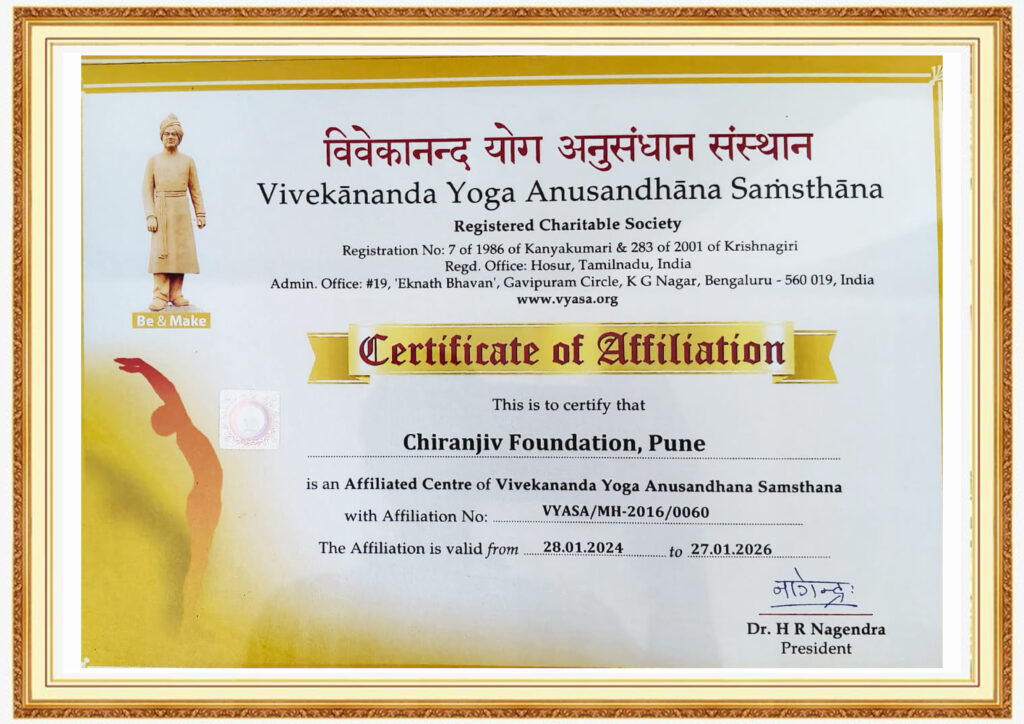 विवेकानन्द योग अनुसंधान संस्थान
Vivekānanda Yoga Anusandhāna Saṁsthāna
Registered Charitable Society
Registration No: 7 of 1986 of Kanyakumari & 283 of 2001 of Krishnagiri
Regd. Office: Hosur, Tamilnadu, India
Admin. Office: #19, 'Eknath Bhavan', Gavipuram Circle, K G Nagar, Bengaluru - 560 019, India
www.vyasa.org
Be & Make
Certificate of Affiliation
This is to certify that
Chiranjiv Foundation, Pune
is an Affiliated Centre of Vivekananda Yoga Anusandhana Samsthana
with Affiliation No: VYASA/MH-2016/0060
The Affiliation is valid from 28.01.2024 to 27.01.2026
नागेन्द्रः
Dr. H R Nagendra
President